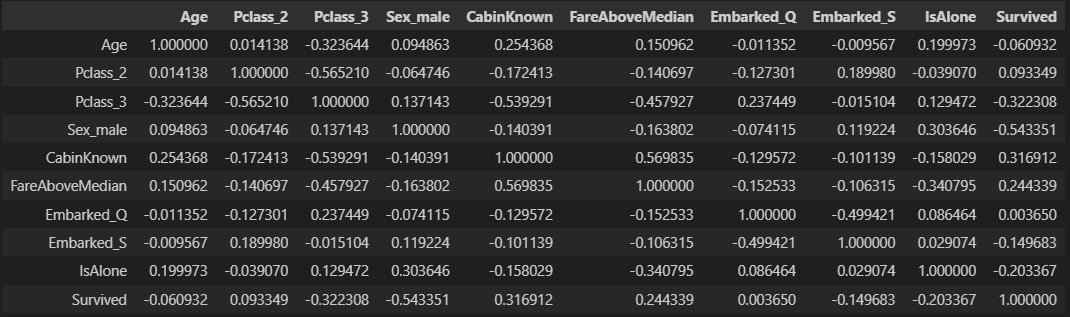 Age Pclass_2 Pclass_3 Sex_male CabinKnown FareAboveMedian Embarked_Q Embarked_S IsAlone Survived
Age 1.000000 0.014138 -0.323644 0.094863 0.254368 0.150962 -0.011352 -0.009567 0.199973 -0.060932
Pclass_2 0.014138 1.000000 -0.565210 -0.064746 -0.172413 -0.140697 -0.127301 0.189980 -0.039070 0.093349
Pclass_3 -0.323644 -0.565210 1.000000 0.137143 -0.539291 -0.457927 0.237449 -0.015104 0.129472 -0.322308
Sex_male 0.094863 -0.064746 0.137143 1.000000 -0.140391 -0.163802 -0.074115 0.119224 0.303646 -0.543351
CabinKnown 0.254368 -0.172413 -0.539291 -0.140391 1.000000 0.569835 -0.129572 -0.101139 -0.158029 0.316912
FareAboveMedian 0.150962 -0.140697 -0.457927 -0.163802 0.569835 1.000000 -0.152533 -0.106315 -0.340795 0.244339
Embarked_Q -0.011352 -0.127301 0.237449 -0.074115 -0.129572 -0.152533 1.000000 -0.499421 0.086464 0.003650
Embarked_S -0.009567 0.189980 -0.015104 0.119224 -0.101139 -0.106315 -0.499421 1.000000 0.029074 -0.149683
IsAlone 0.199973 -0.039070 0.129472 0.303646 -0.158029 -0.340795 0.086464 0.029074 1.000000 -0.203367
Survived -0.060932 0.093349 -0.322308 -0.543351 0.316912 0.244339 0.003650 -0.149683 -0.203367 1.000000